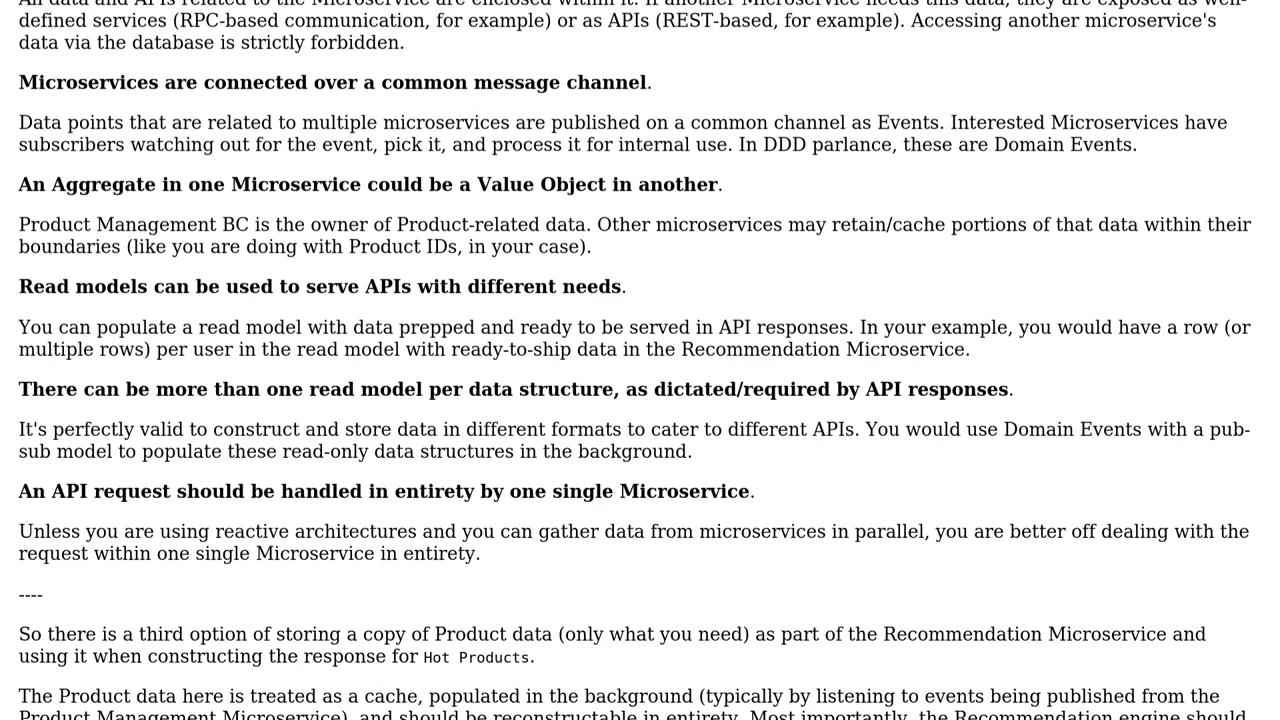 All data and APIs related to the Microservice are enclosed within it. If another Microservice needs this data, they are exposed as well-
defined services (RPC-based communication, for example) or as APIs (REST-based, for example). Accessing another microservice's
data via the database is strictly forbidden.
Microservices are connected over a common message channel.
Data points that are related to multiple microservices are published on a common channel as Events. Interested Microservices have
subscribers watching out for the event, pick it, and process it for internal use. In DDD parlance, these are Domain Events.
An Aggregate in one Microservice could be a Value Object in another.
Product Management BC is the owner of Product-related data. Other microservices may retain/cache portions of that data within their
boundaries (like you are doing with Product IDs, in your case).
Read models can be used to serve APIs with different needs.
You can populate a read model with data prepped and ready to be served in API responses. In your example, you would have a row (or
multiple rows) per user in the read model with ready-to-ship data in the Recommendation Microservice.
There can be more than one read model per data structure, as dictated/required by API responses.
It's perfectly valid to construct and store data in different formats to cater to different APIs. You would use Domain Events with a pub-
sub model to populate these read-only data structures in the background.
An API request should be handled in entirety by one single Microservice.
Unless you are using reactive architectures and you can gather data from microservices in parallel, you are better off dealing with the
request within one single Microservice in entirety.
----
So there is a third option of storing a copy of Product data (only what you need) as part of the Recommendation Microservice and
using it when constructing the response for Hot Products.
The Product data here is treated as a cache, populated in the background (typically by listening to events being published from the
Product Management Microservice), and should be reconstructable in entirety. Most importantly, the Recommendation engine should